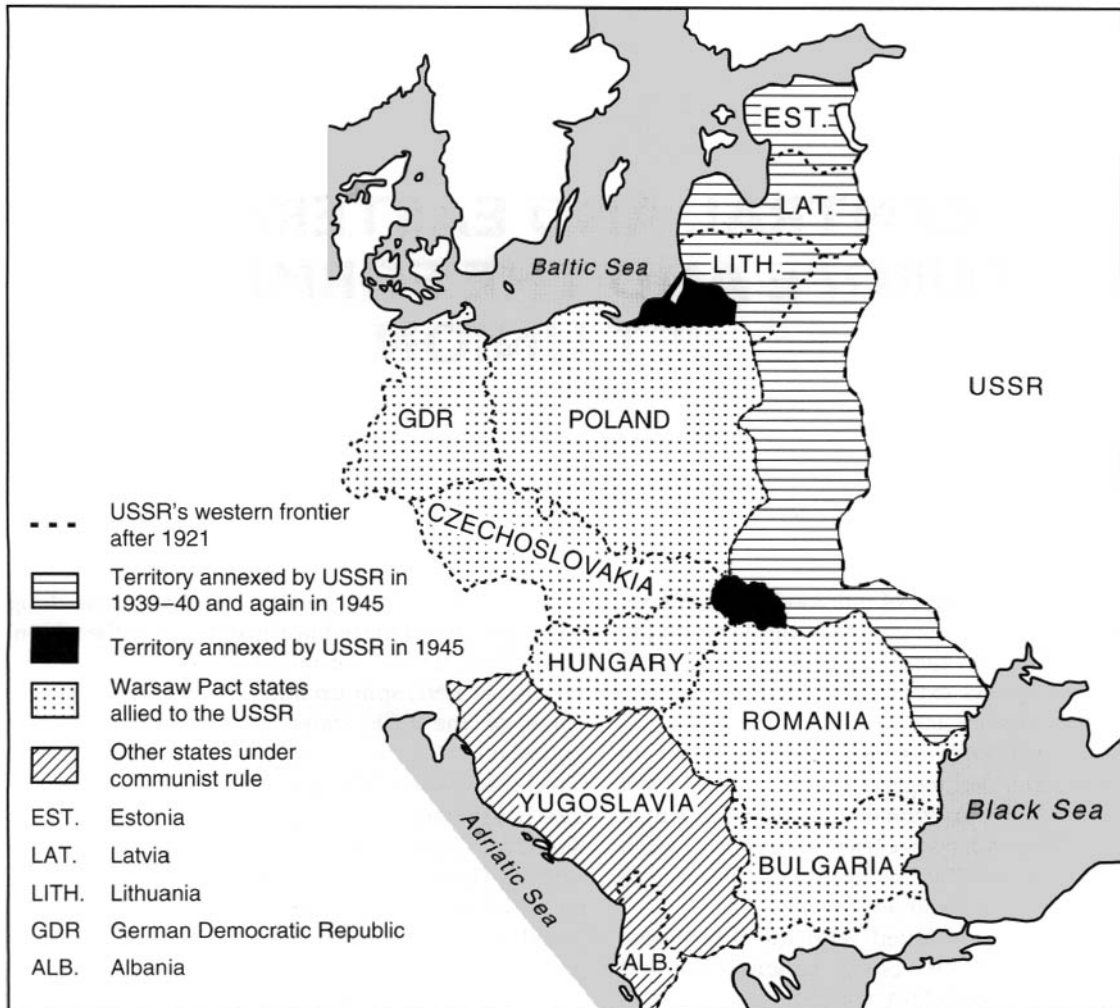 EST.
LAT.
LITH.
Baltic Sea
USSR
GDR
POLAND
CZECHOSLOVAKIA
HUNGARY
ROMANIA
YUGOSLAVIA
BULGARIA
Black Sea
Adriatic Sea
ALB.
USSR's western frontier
after 1921
Territory annexed by USSR in
1939–40 and again in 1945
Territory annexed by USSR in 1945
Warsaw Pact states
allied to the USSR
Other states under
communist rule
EST. Estonia
LAT. Latvia
LITH. Lithuania
GDR German Democratic Republic
ALB. Albania